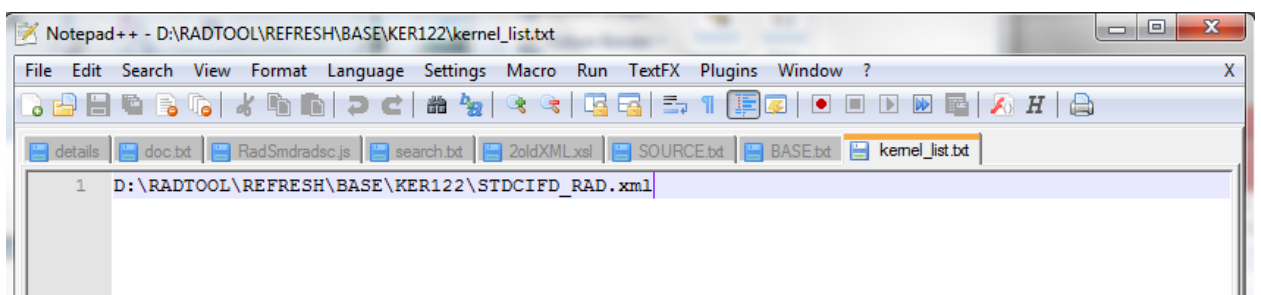 Notepad++ - D:\RADTOOL\REFRESH\BASE\KER122\kernel_list.txt
File Edit Search View Format Language Settings Macro Run TextFX Plugins Window ? X
details doc.txt RadSmdradsc.js search.txt 2oldXML.xsl SOURCE.txt BASE.txt kernel_list.txt
1 D:\RADTOOL\REFRESH\BASE\KER122\STDCIFD_RAD.xml